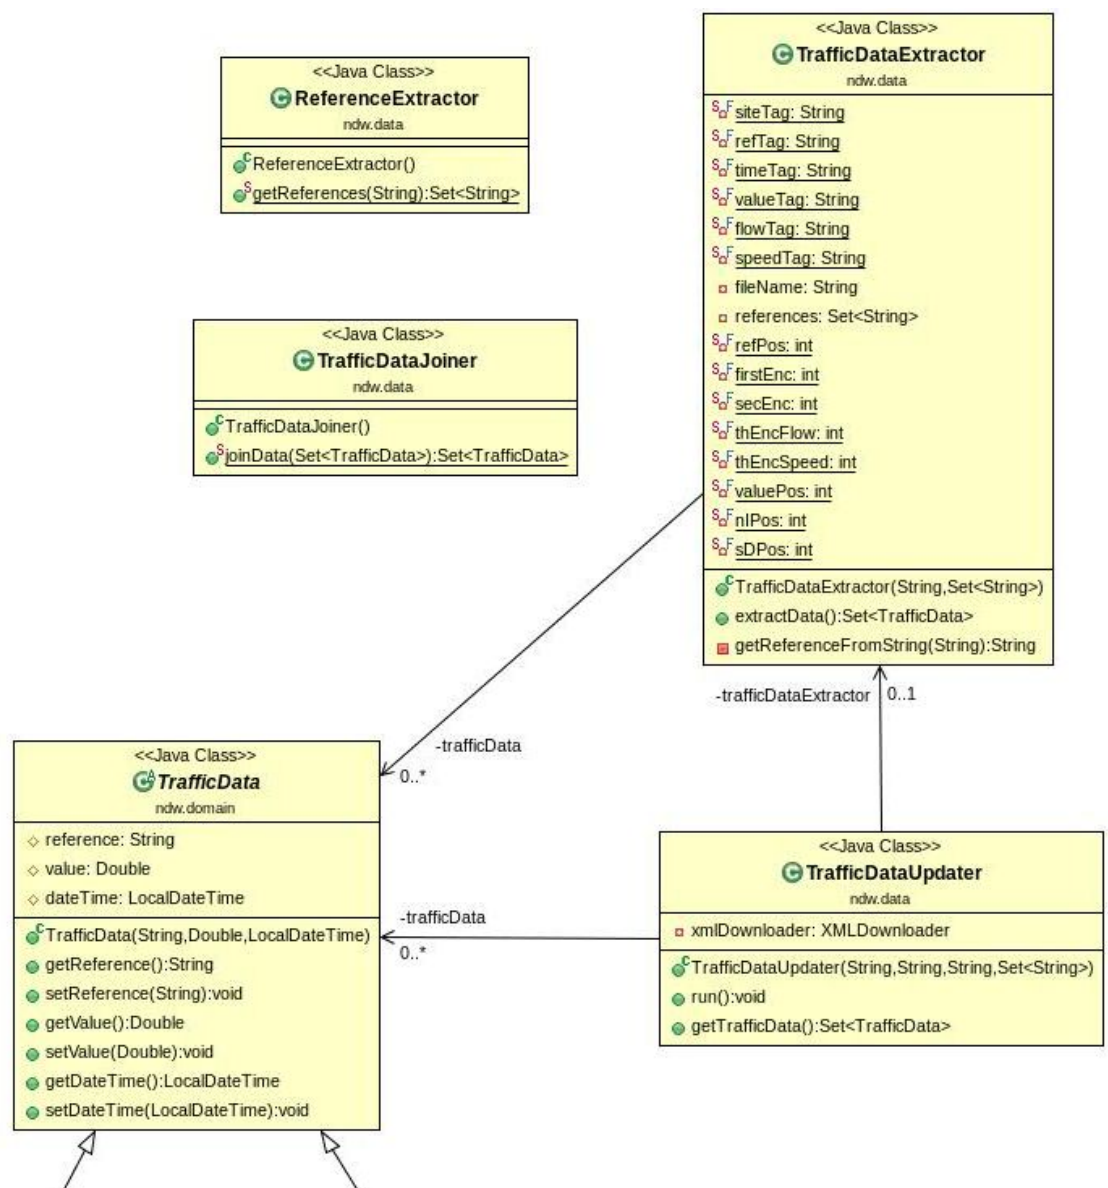 <<Java Class>>
ReferenceExtractor
ndw.data
ReferenceExtractor()
getReferences(String):Set<String>
<<Java Class>>
TrafficDataJoiner
ndw.data
TrafficDataJoiner()
joinData(Set<TrafficData>):Set<TrafficData>
<<Java Class>>
TrafficDataExtractor
ndw.data
siteTag: String
refTag: String
timeTag: String
valueTag: String
flowTag: String
speedTag: String
fileName: String
references: Set<String>
refPos: int
firstEnc: int
secEnc: int
thEncFlow: int
thEncSpeed: int
valuePos: int
nIPos: int
sDPos: int
TrafficDataExtractor(String,Set<String>)
extractData():Set<TrafficData>
getReferenceFromString(String):String
-trafficDataExtractor
0..1
-trafficData
0..*
<<Java Class>>
TrafficData
ndw.domain
reference: String
value: Double
dateTime: LocalDateTime
TrafficData(String,Double,LocalDateTime)
getReference():String
setReference(String):void
getValue():Double
setValue(Double):void
getDateTime():LocalDateTime
setDateTime(LocalDateTime):void
-trafficData
0..*
<<Java Class>>
TrafficDataUpdater
ndw.data
xmlDownloader: XMLDownloader
TrafficDataUpdater(String,String,String,Set<String>)
run():void
getTrafficData():Set<TrafficData>